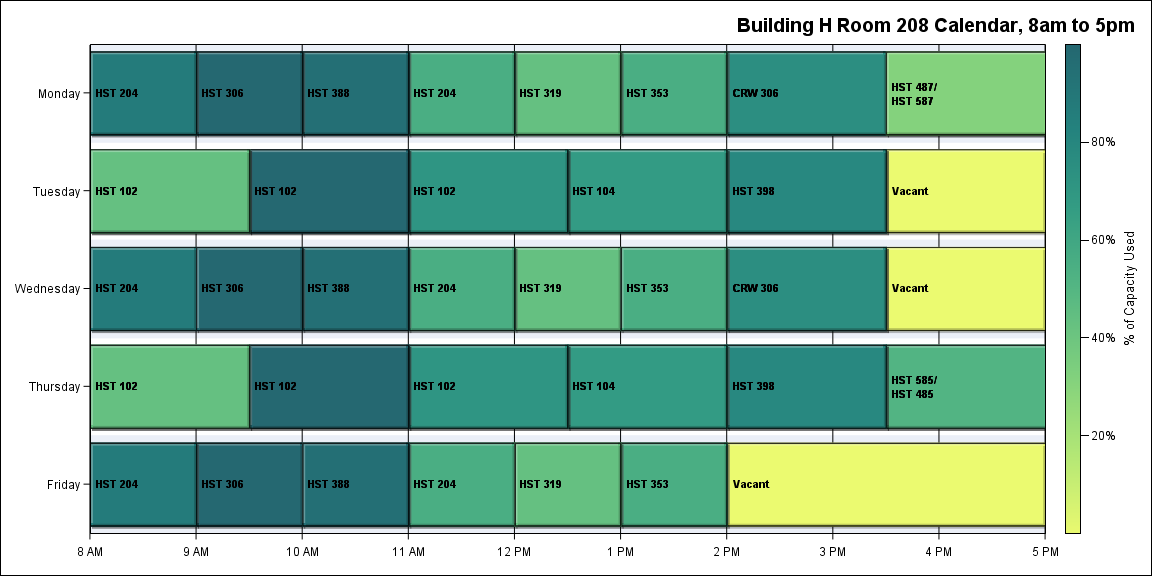 Building H Room 208 Calendar, 8am to 5pm
Monday
HST 204
HST 306
HST 388
HST 204
HST 319
HST 353
CRW 306
HST 487/
HST 587
Tuesday
HST 102
HST 102
HST 102
HST 104
HST 398
Vacant
Wednesday
HST 204
HST 306
HST 388
HST 204
HST 319
HST 353
CRW 306
Vacant
Thursday
HST 102
HST 102
HST 102
HST 104
HST 398
HST 585/
HST 485
Friday
HST 204
HST 306
HST 388
HST 204
HST 319
HST 353
Vacant
8 AM
9 AM
10 AM
11 AM
12 PM
1 PM
2 PM
3 PM
4 PM
5 PM
80%
60%
40%
20%
% of Capacity Used